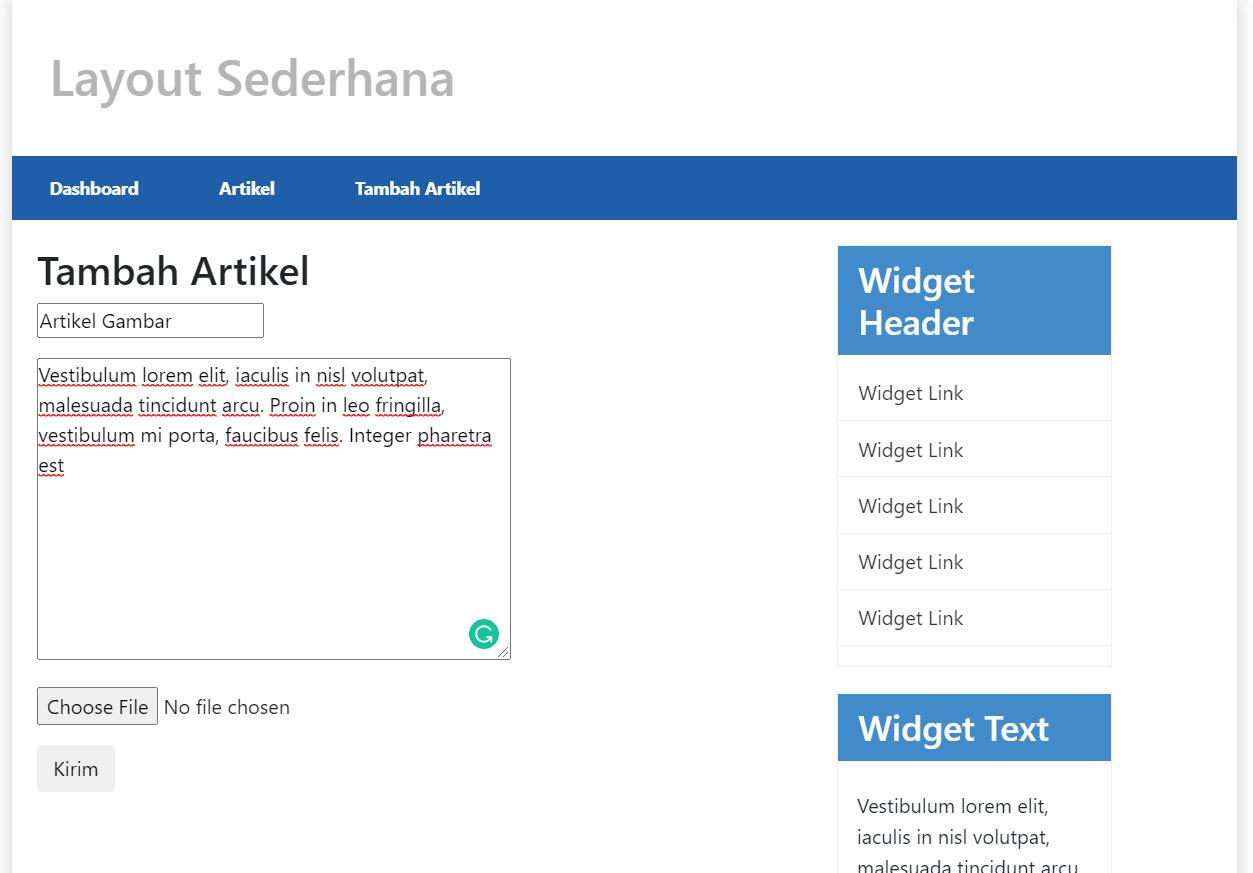 Layout Sederhana
Dashboard Artikel Tambah Artikel
Tambah Artikel
Artikel Gambar
Vestibulum lorem elit, iaculis in nisl volutpat,
malesuada tincidunt arcu. Proin in leo fringilla,
vestibulum mi porta, faucibus felis. Integer pharetra
est
Choose File No file chosen
Kirim
Widget
Header
Widget Link
Widget Link
Widget Link
Widget Link
Widget Link
Widget Text
Vestibulum lorem elit,
iaculis in nisl volutpat,
malesuada tincidunt arcu